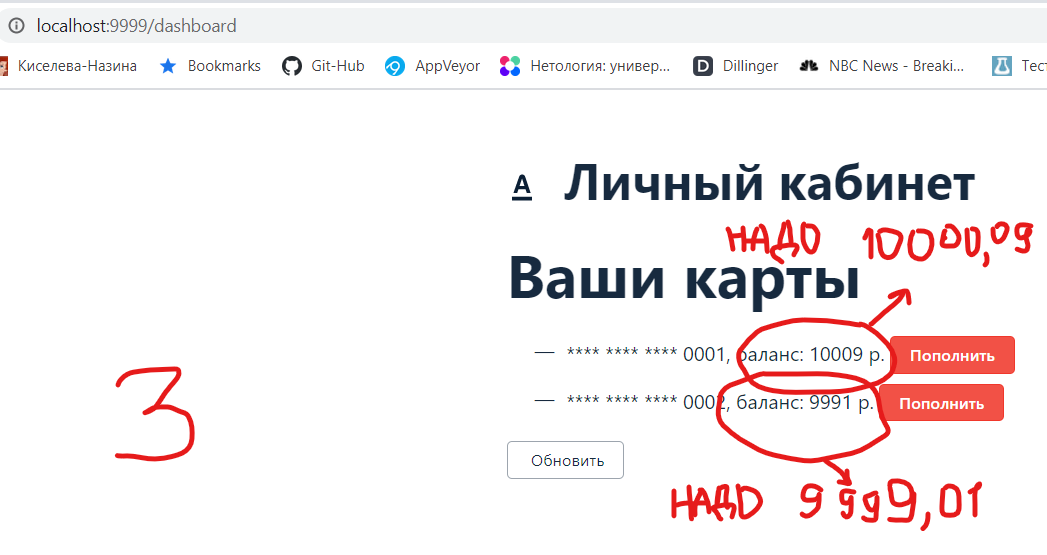 localhost:9999/dashboard
Киселева-Назина Bookmarks Git-Hub AppVeyor Нетология: универ... D Dillinger NBC News - Breaki... Тест
A Личный кабинет
НАДО 10000,09
Ваши карты
— **** **** **** 0001, баланс: 10009 р. Пополнить
— **** **** **** 0002, баланс: 9991 р. Пополнить
3
Обновить
НАДО 9999,01